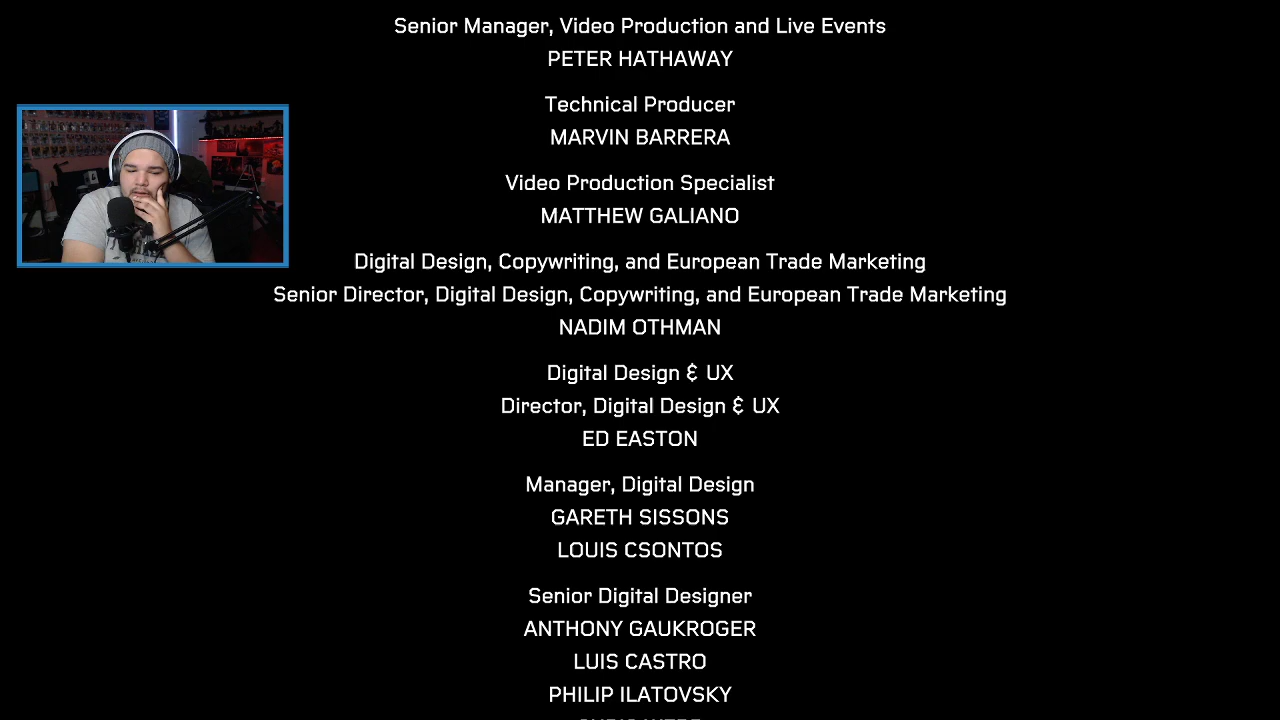 Senior Manager, Video Production and Live Events
PETER HATHAWAY
Technical Producer
MARVIN BARRERA
Video Production Specialist
MATTHEW GALIANO
Digital Design, Copywriting, and European Trade Marketing
Senior Director, Digital Design, Copywriting, and European Trade Marketing
NADIM OTHMAN
Digital Design & UX
Director, Digital Design & UX
ED EASTON
Manager, Digital Design
GARETH SISSONS
LOUIS CSONTOS
Senior Digital Designer
ANTHONY GAUKROGER
LUIS CASTRO
PHILIP ILATOVSKY